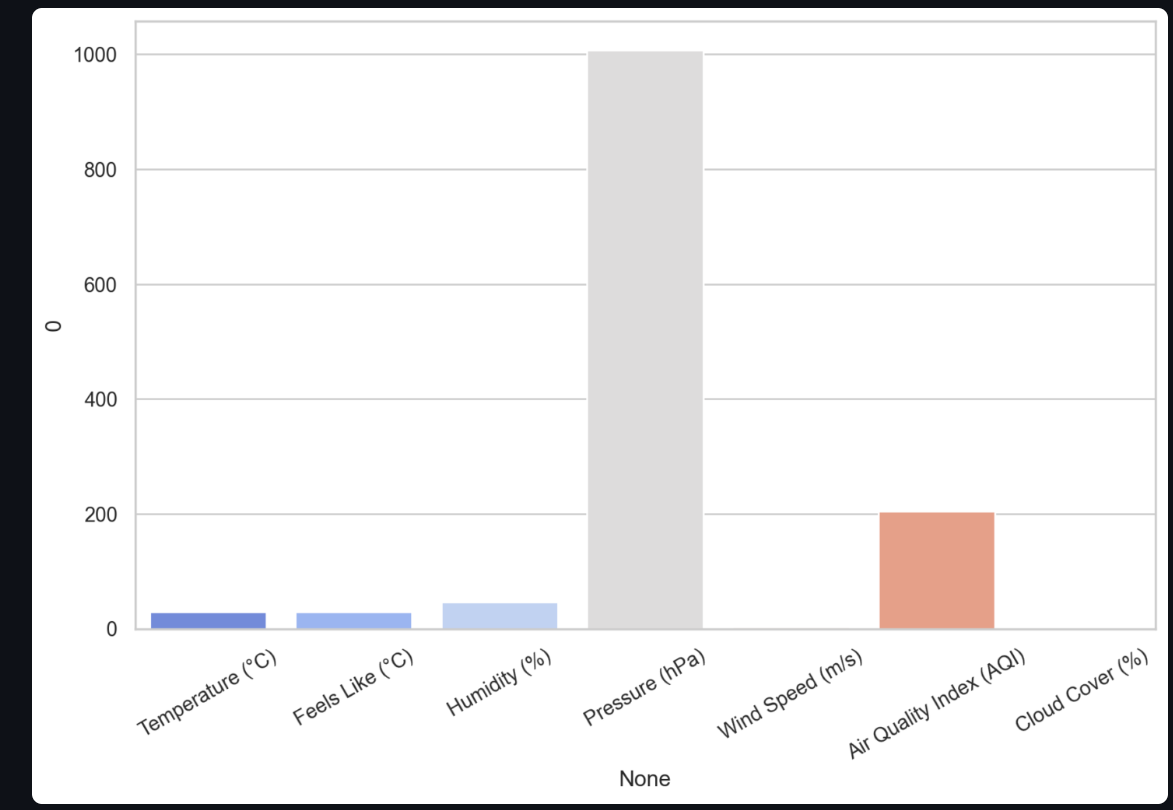 1000
800
600
400
200
0
0
Temperature (°C)
Feels Like (°C)
Humidity (%)
Pressure (hPa)
Wind Speed (m/s)
Air Quality Index (AQI)
Cloud Cover (%)
None